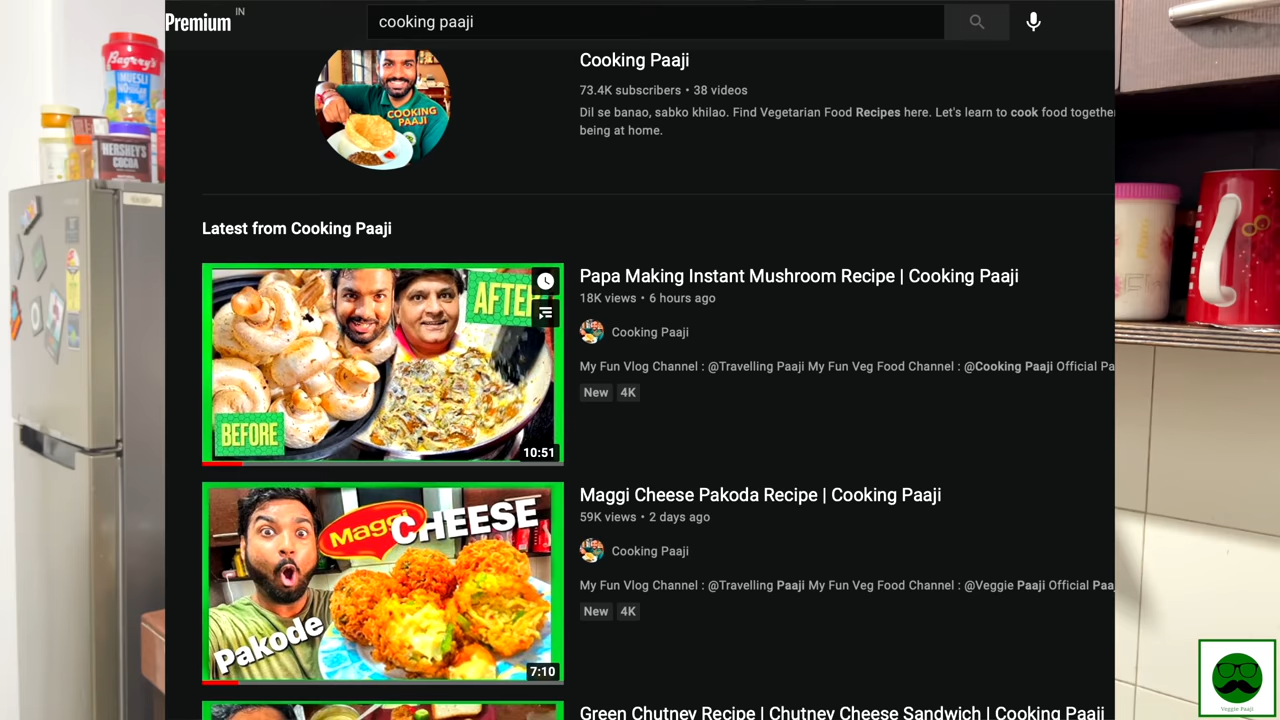 Premium IN
cooking paaji
Bagrry's
MUESLI
HERSHEY'S
COCOA
COOKING
PAAJI
Cooking Paaji
73.4K subscribers • 38 videos
Dil se banao, sabko khilao. Find Vegetarian Food Recipes here. Let's learn to cook food together
being at home.
Latest from Cooking Paaji
AFTE
BEFORE
10:51
Papa Making Instant Mushroom Recipe | Cooking Paaji
18K views • 6 hours ago
Cooking Paaji
My Fun Vlog Channel : @Travelling Paaji My Fun Veg Food Channel : @Cooking Paaji Official Pa
New 4K
Maggi CHEESE
Pakode
7:10
Maggi Cheese Pakoda Recipe | Cooking Paaji
59K views • 2 days ago
Cooking Paaji
My Fun Vlog Channel : @Travelling Paaji My Fun Veg Food Channel : @Veggie Paaji Official Paa
New 4K
Green Chutney Recipe | Chutney Cheese Sandwich | Cooking Paaji
Veggie Paaji